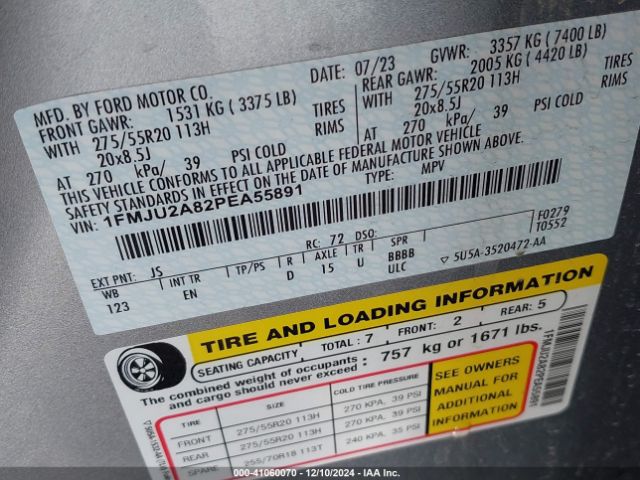 MFD. BY FORD MOTOR CO.
DATE: 07/23 GVWR: 3357 KG ( 7400 LB)
FRONT GAWR: 1531 KG ( 3375 LB) REAR GAWR: 2005 KG ( 4420 LB)
WITH 275/55R20 113H TIRES WITH 275/55R20 113H TIRES
20x8.5J RIMS 20x8.5J RIMS
AT 270 kPa/ 39 PSI COLD AT 270 kPa/ 39 PSI COLD
THIS VEHICLE CONFORMS TO ALL APPLICABLE FEDERAL MOTOR VEHICLE
SAFETY STANDARDS IN EFFECT ON THE DATE OF MANUFACTURE SHOWN ABOVE.
VIN: 1FMJU2A82PEA55891 TYPE: MPV
F0279
T0552
EXT PNT: JS RC: 72 DSO:
WB INT TR TP/PS R AXLE TR SPR
123 EN D 15 U BBBB
ULC
▽ 5U5A-3520472-AA
TIRE AND LOADING INFORMATION
SEATING CAPACITY TOTAL: 7 FRONT: 2 REAR: 5
The combined weight of occupants and cargo should never exceed: 757 kg or 1671 lbs.
TIRE SIZE COLD TIRE PRESSURE
FRONT 275/55R20 113H 270 KPA, 39 PSI
REAR 275/55R20 113H 270 KPA, 39 PSI
SPARE 255/70R18 113T 240 KPA, 35 PSI
SEE OWNERS
MANUAL FOR
ADDITIONAL
INFORMATION
1FMJU2A82PEA55891
000-41060070 - 12/10/2024 - IAA Inc.